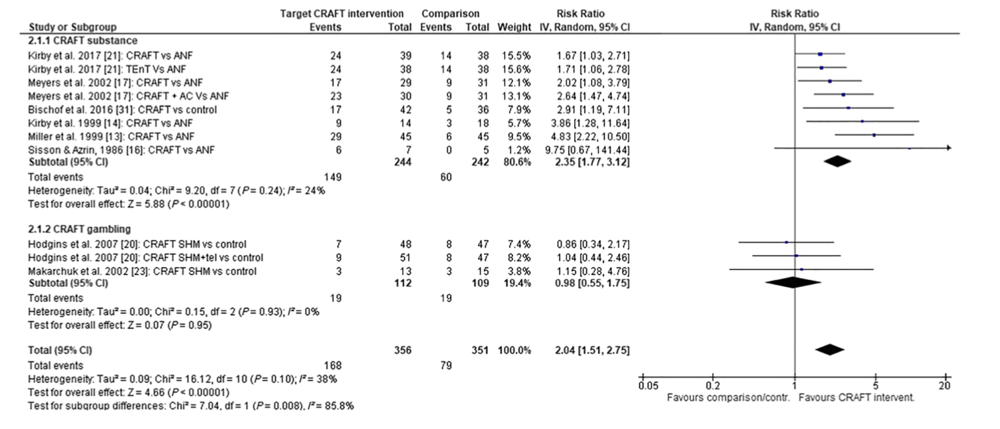 Target CRAFT intervention Comparison Risk Ratio Risk Ratio
Study or Subgroup Events Total Events Total Weight IV, Random, 95% CI IV, Random, 95% CI
2.1.1 CRAFT substance
Kirby et al. 2017 [21]: CRAFT vs ANF 24 39 14 38 15.5% 1.67 [1.03, 2.71]
Kirby et al. 2017 [21]: TEnT Vs ANF 24 38 14 38 15.6% 1.71 [1.06, 2.78]
Meyers et al. 2002 [17]: CRAFT vs ANF 17 29 9 31 12.1% 2.02 [1.08, 3.79]
Meyers et al. 2002 [17]: CRAFT + AC Vs ANF 23 30 9 31 13.1% 2.64 [1.47, 4.74]
Bischof et al. 2016 [31]: CRAFT vs control 17 42 5 36 7.9% 2.91 [1.19, 7.11]
Kirby et al. 1999 [14]: CRAFT vs ANF 9 14 3 18 5.7% 3.86 [1.28, 11.64]
Miller et al. 1999 [13]: CRAFT vs ANF 29 45 6 45 9.5% 4.83 [2.22, 10.50]
Sisson & Azrin, 1986 [16]: CRAFT vs ANF 6 7 0 5 1.2% 9.75 [0.67, 141.44]
Subtotal (95% CI) 244 242 80.6% 2.35 [1.77, 3.12]
Total events 149 60
Heterogeneity: Tau² = 0.04; Chi² = 9.20, df = 7 (P = 0.24); I² = 24%
Test for overall effect: Z = 5.88 (P < 0.00001)
2.1.2 CRAFT gambling
Hodgins et al. 2007 [20]: CRAFT SHM vs control 7 48 8 47 7.4% 0.86 [0.34, 2.17]
Hodgins et al. 2007 [20]: CRAFT SHM+tel vs control 9 51 8 47 8.2% 1.04 [0.44, 2.46]
Makarchuk et al. 2002 [23]: CRAFT SHM vs control 3 13 3 15 3.8% 1.15 [0.28, 4.76]
Subtotal (95% CI) 112 109 19.4% 0.98 [0.55, 1.75]
Total events 19 19
Heterogeneity: Tau² = 0.00; Chi² = 0.15, df = 2 (P = 0.93); I² = 0%
Test for overall effect: Z = 0.07 (P = 0.95)
Total (95% CI) 356 351 100.0% 2.04 [1.51, 2.75]
Total events 168 79
Heterogeneity: Tau² = 0.09; Chi² = 16.12, df = 10 (P = 0.10); I² = 38%
Test for overall effect: Z = 4.66 (P < 0.00001)
Test for subgroup differences: Chi² = 7.04, df = 1 (P = 0.008), I² = 85.8%
0.05 0.2 1 5 20
Favours comparison/contr. Favours CRAFT intervent.